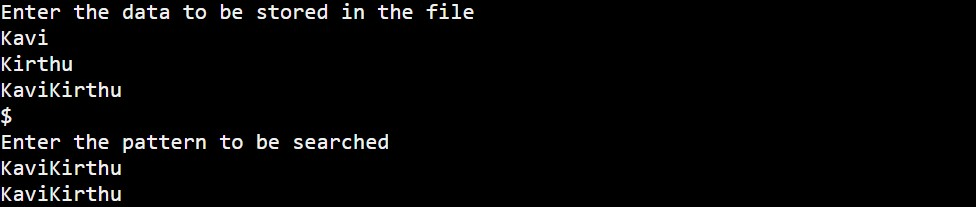 Enter the data to be stored in the file
Kavi
Kirthu
KaviKirthu
$
Enter the pattern to be searched
KaviKirthu
KaviKirthu